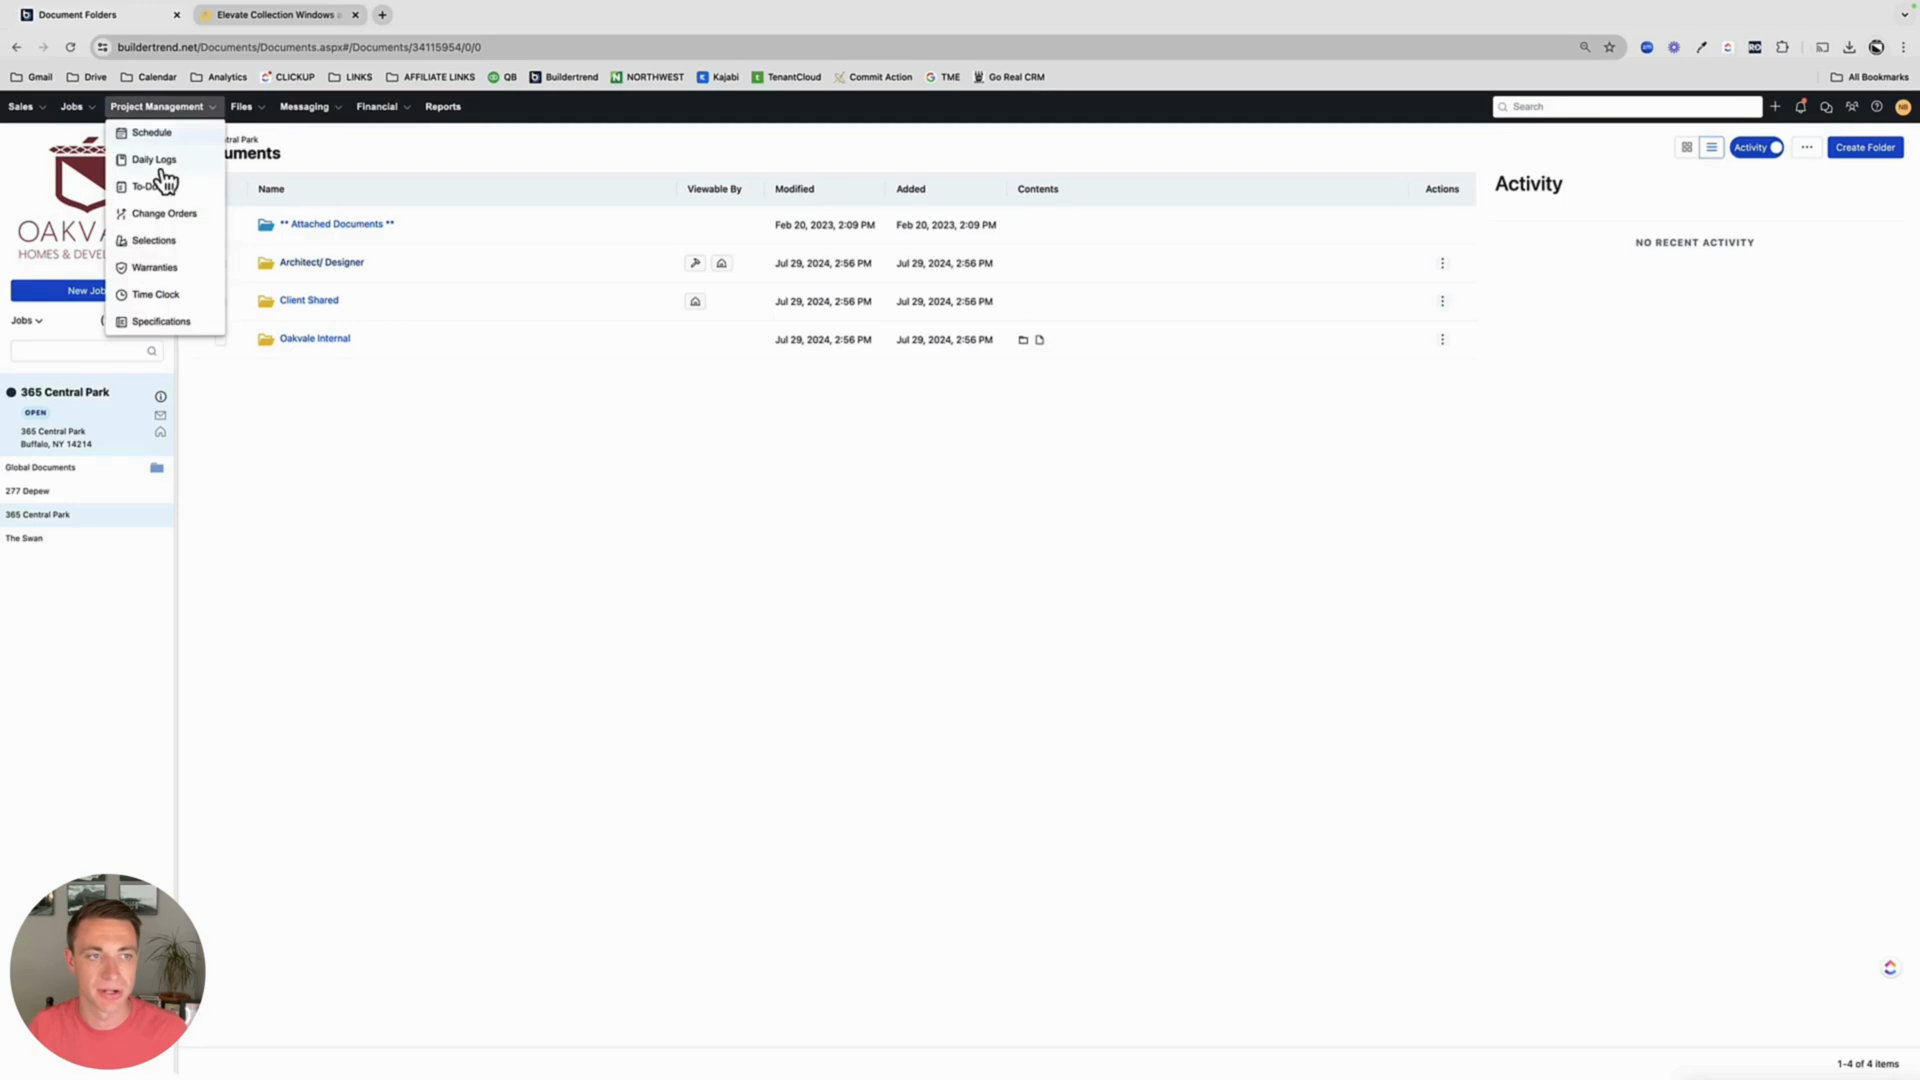 Document Folders
Elevate Collection Windows a
buildertrend.net/Documents/Documents.aspx#/Documents/34115954/0/0
Gmail Drive Calendar Analytics CLICKUP LINKS AFFILIATE LINKS QB Buildertrend NORTHWEST Kajabi TenantCloud Commit Action TME Go Real CRM All Bookmarks
Sales Jobs Project Management Files Messaging Financial Reports Search NB
Schedule
Daily Logs
To-Do
Change Orders
Selections
Warranties
Time Clock
Specifications
OAKVA
HOMES & DEVEL
New Job
Jobs
365 Central Park
OPEN
365 Central Park
Buffalo, NY 14214
Global Documents
277 Depew
365 Central Park
The Swan
tral Park
uments
Activity Create Folder
Name Viewable By Modified Added Contents Actions
** Attached Documents ** Feb 20, 2023, 2:09 PM Feb 20, 2023, 2:09 PM
Architect/ Designer Jul 29, 2024, 2:56 PM Jul 29, 2024, 2:56 PM
Client Shared Jul 29, 2024, 2:56 PM Jul 29, 2024, 2:56 PM
Oakvale Internal Jul 29, 2024, 2:56 PM Jul 29, 2024, 2:56 PM
Activity
NO RECENT ACTIVITY
1-4 of 4 items